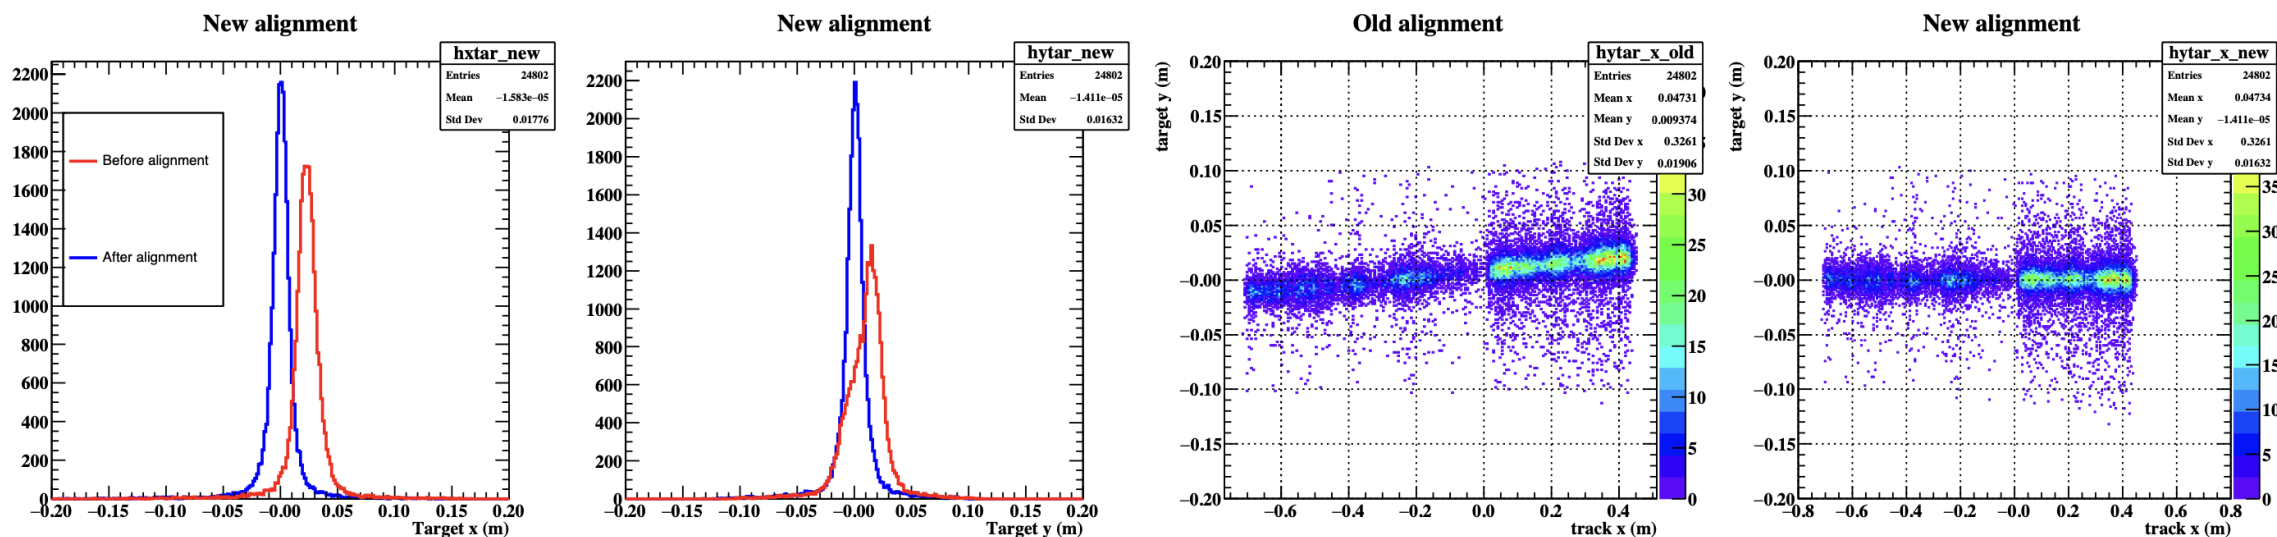 New alignment
hxtar_new
Entries 24802
Mean −1.583e−05
Std Dev 0.01776
Before alignment
After alignment
2200
2000
1800
1600
1400
1200
1000
800
600
400
200
0
−0.20 −0.15 −0.10 −0.05 0.00 0.05 0.10 0.15 0.20
Target x (m)
New alignment
hytar_new
Entries 24802
Mean −1.411e−05
Std Dev 0.01632
2200
2000
1800
1600
1400
1200
1000
800
600
400
200
0
−0.20 −0.15 −0.10 −0.05 −0.00 0.05 0.10 0.15 0.20
Target y (m)
Old alignment
hytar_x_old
Entries 24802
Mean x 0.04731
Mean y 0.009374
Std Dev x 0.3261
Std Dev y 0.01906
target y (m)
0.20
0.15
0.10
0.05
−0.00
−0.05
−0.10
−0.15
−0.20
−0.6 −0.4 −0.2 0.0 0.2 0.4
track x (m)
30
25
20
15
10
5
0
New alignment
hytar_x_new
Entries 24802
Mean x 0.04734
Mean y −1.411e−05
Std Dev x 0.3261
Std Dev y 0.01632
target y (m)
0.20
0.15
0.10
0.05
−0.00
−0.05
−0.10
−0.15
−0.20
−0.8 −0.6 −0.4 −0.2 −0.0 0.2 0.4 0.6 0.8
track x (m)
35
30
25
20
15
10
5
0